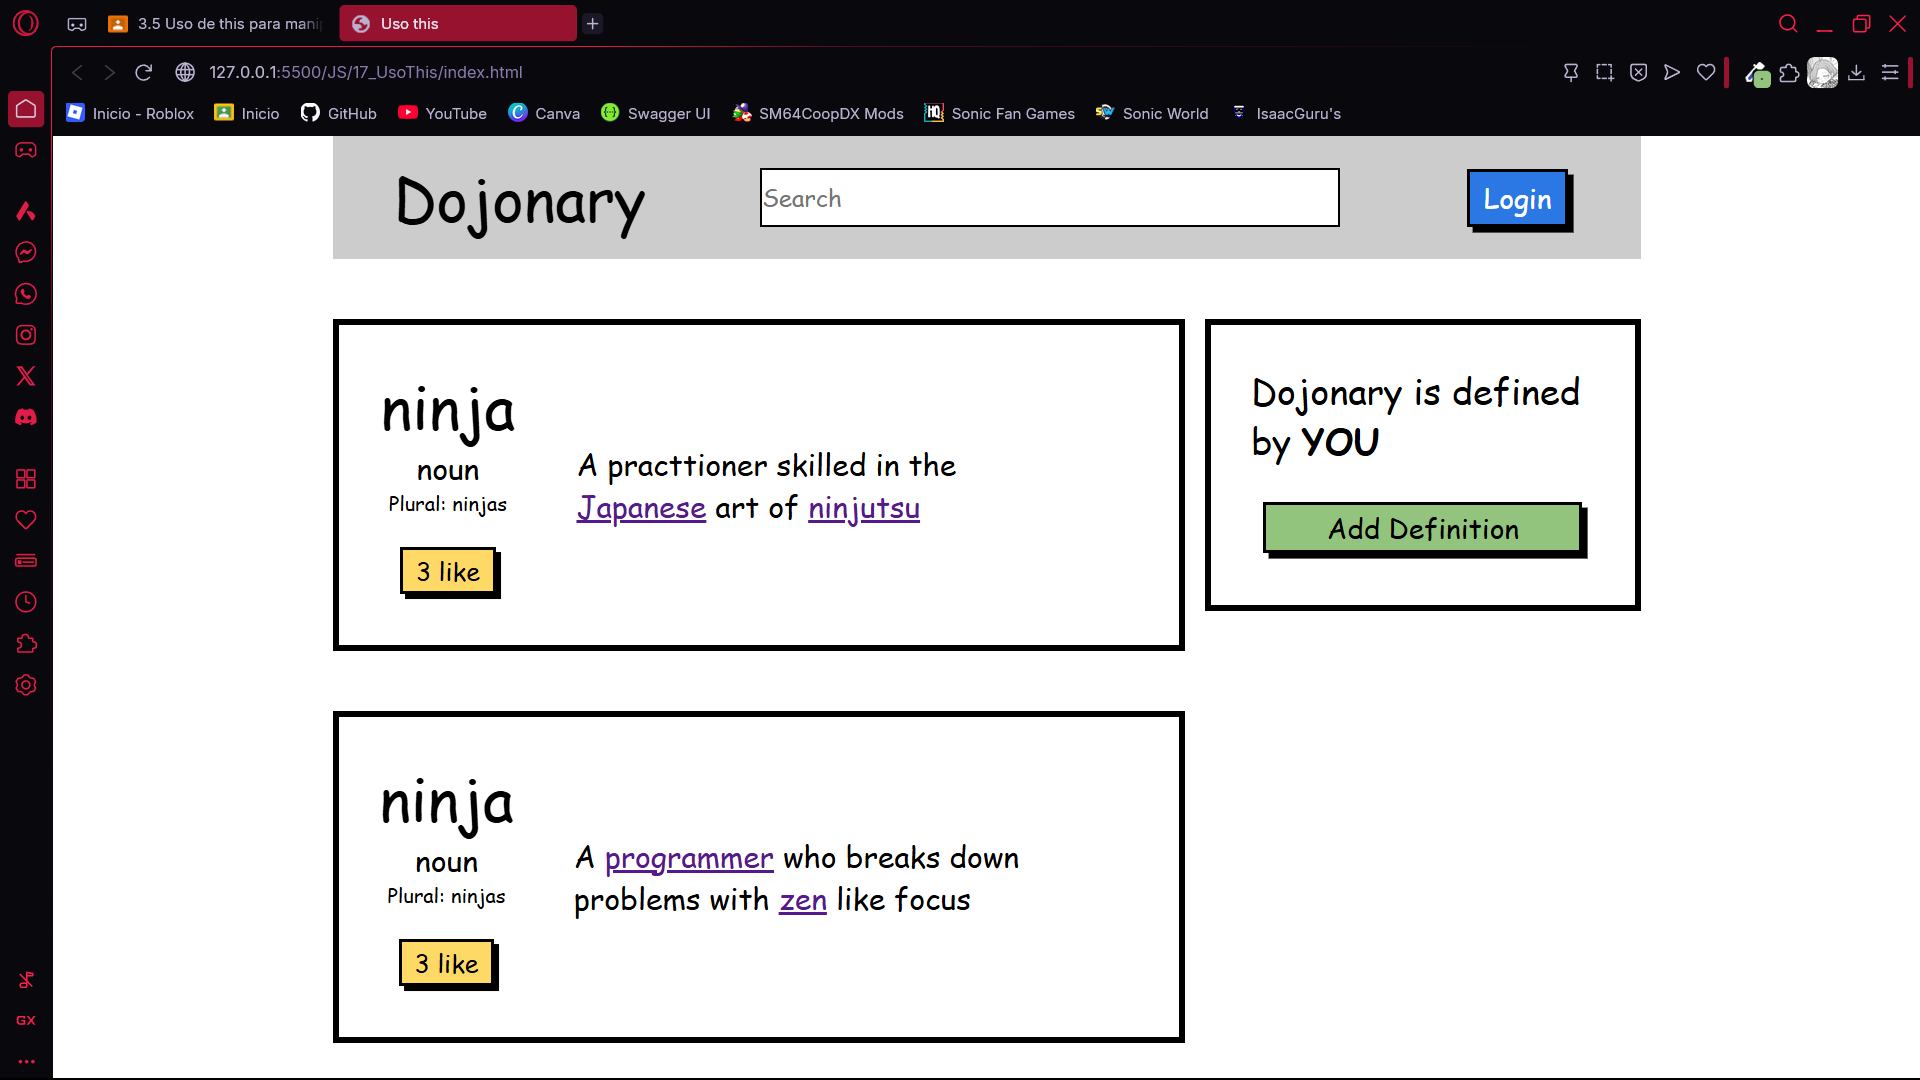 3.5 Uso de this para mani
Uso this
127.0.0.1:5500/JS/17_UsoThis/index.html
Inicio - Roblox
Inicio
GitHub
YouTube
Canva
Swagger UI
SM64CoopDX Mods
Sonic Fan Games
Sonic World
IsaacGuru's
Dojonary
Search
Login
ninja
noun
Plural: ninjas
3 like
A practtioner skilled in the
Japanese art of ninjutsu
Dojonary is defined
by YOU
Add Definition
ninja
noun
Plural: ninjas
3 like
A programmer who breaks down
problems with zen like focus
GX